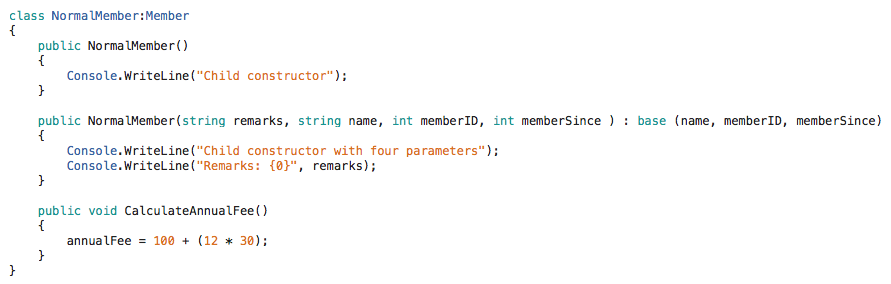 class NormalMember:Member
{
    public NormalMember()
    {
        Console.WriteLine("Child constructor");
    }

    public NormalMember(string remarks, string name, int memberID, int memberSince ) : base (name, memberID, memberSince)
    {
        Console.WriteLine("Child constructor with four parameters");
        Console.WriteLine("Remarks: {0}", remarks);
    }

    public void CalculateAnnualFee()
    {
        annualFee = 100 + (12 * 30);
    }
}